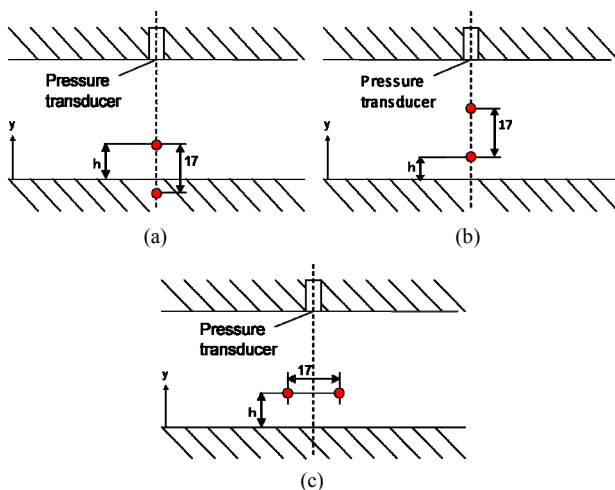 Pressure
transducer
y
h
17
(a)
Pressure
transducer
y
17
h
(b)
Pressure
transducer
y
17
h
(c)